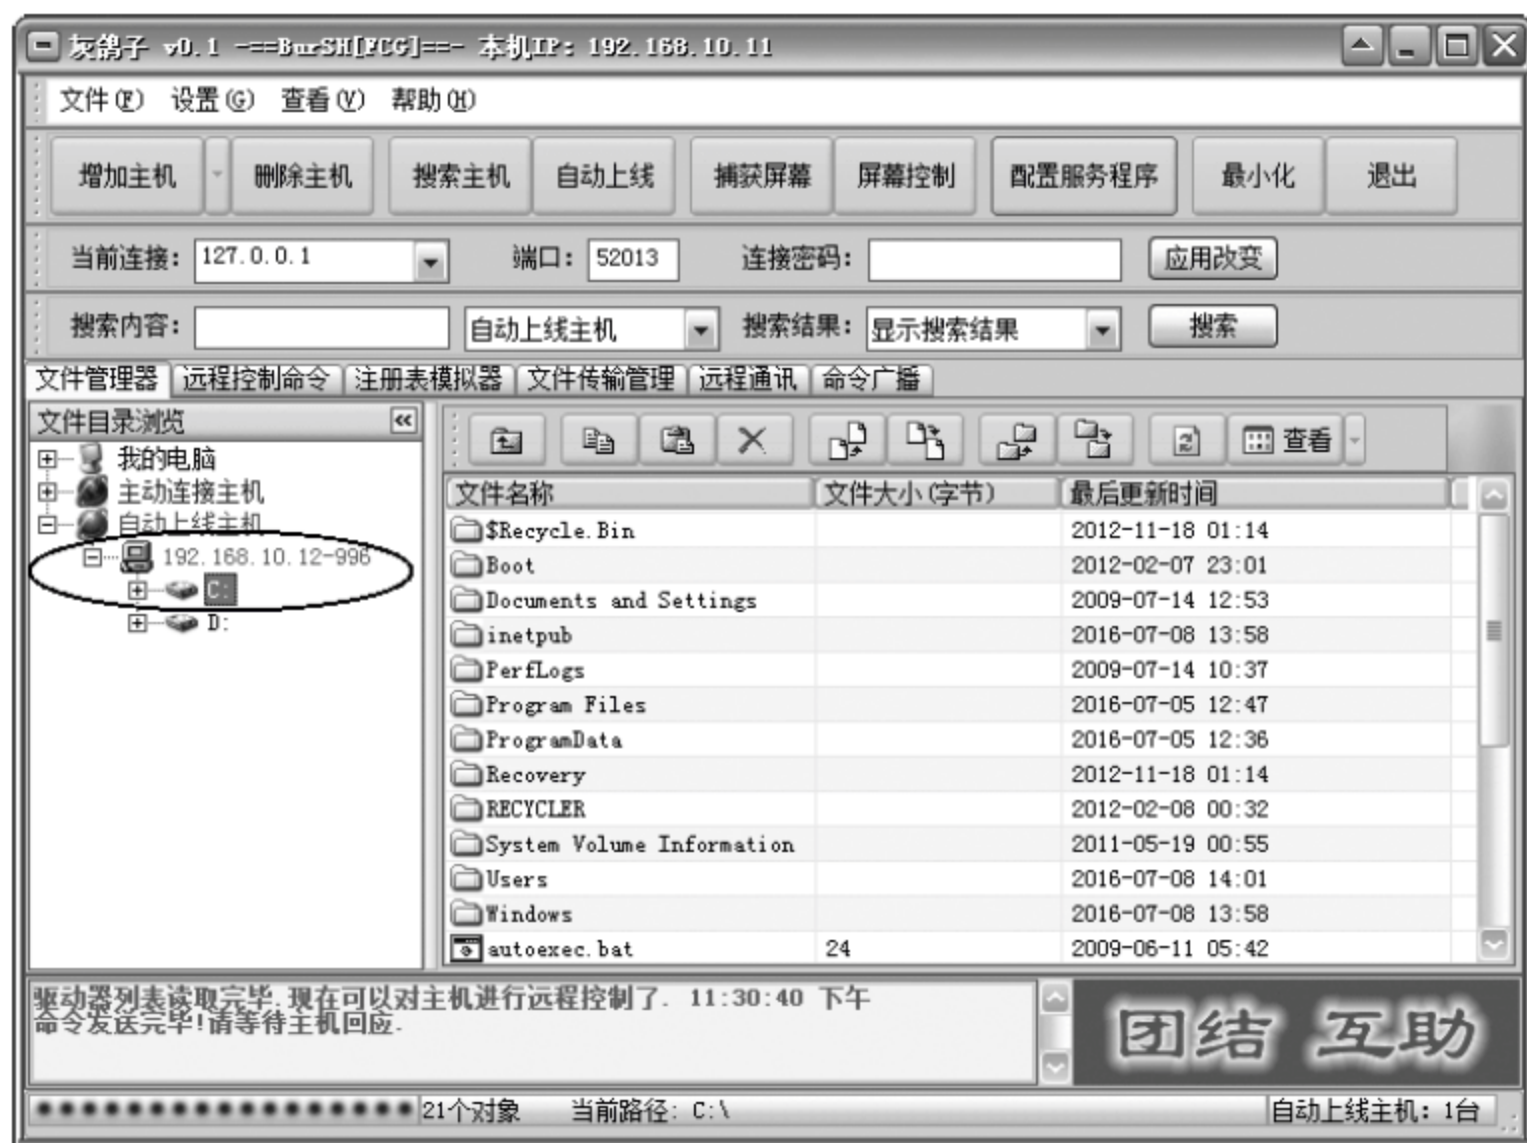 灰鸽子 v0.1 -==BurSH[FCG]==- 本机IP: 192.168.10.11
文件(F) 设置(G) 查看(V) 帮助(H)
增加主机 删除主机 搜索主机 自动上线 捕获屏幕 屏幕控制 配置服务程序 最小化 退出
当前连接: 127.0.0.1 端口: 52013 连接密码: 应用改变
搜索内容: 自动上线主机 搜索结果: 显示搜索结果 搜索
文件管理器 远程控制命令 注册表模拟器 文件传输管理 远程通讯 命令广播
文件目录浏览
我的电脑
主动连接主机
自动上线主机
192.168.10.12-996
C:
D:
查看
文件名称 文件大小(字节) 最后更新时间
$Recycle.Bin 2012-11-18 01:14
Boot 2012-02-07 23:01
Documents and Settings 2009-07-14 12:53
inetpub 2016-07-08 13:58
PerfLogs 2009-07-14 10:37
Program Files 2016-07-05 12:47
ProgramData 2016-07-05 12:36
Recovery 2012-11-18 01:14
RECYCLER 2012-02-08 00:32
System Volume Information 2011-05-19 00:55
Users 2016-07-08 14:01
Windows 2016-07-08 13:58
autoexec.bat 24 2009-06-11 05:42
驱动器列表读取完毕.现在可以对主机进行远程控制了. 11:30:40 下午
命令发送完毕!请等待主机回应.
团结 互助
21个对象 当前路径: C:\ 自动上线主机: 1台